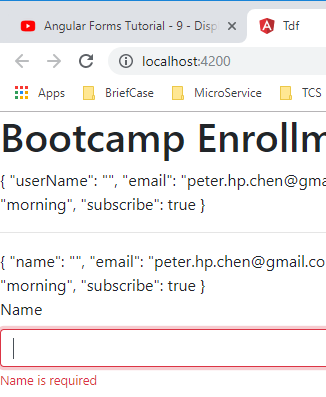 Angular Forms Tutorial - 9 - Disp
Tdf
localhost:4200
Apps BriefCase MicroService TCS
Bootcamp Enrollm
{ "userName": "", "email": "peter.hp.chen@gma
"morning", "subscribe": true }
{ "name": "", "email": "peter.hp.chen@gmail.co
"morning", "subscribe": true }
Name
Name is required